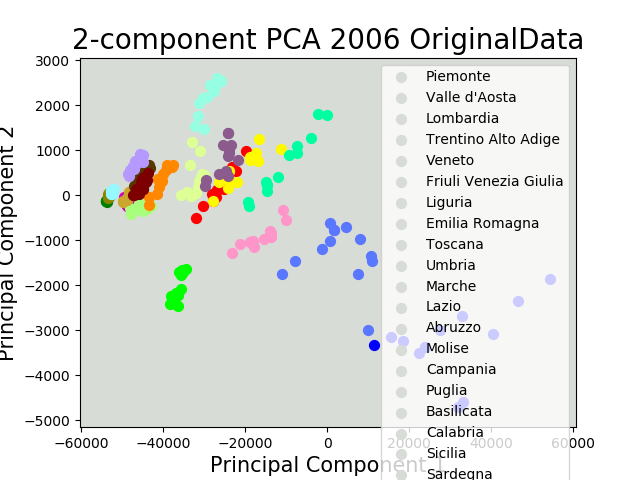 2-component PCA 2006 OriginalData
Principal Component 2
3000
2000
1000
0
−1000
−2000
−3000
−4000
−5000
Piemonte
Valle d'Aosta
Lombardia
Trentino Alto Adige
Veneto
Friuli Venezia Giulia
Liguria
Emilia Romagna
Toscana
Umbria
Marche
Lazio
Abruzzo
Molise
Campania
Puglia
Basilicata
Calabria
Sicilia
Sardegna
−60000 −40000 −20000 0 20000 40000 60000
Principal Component 1